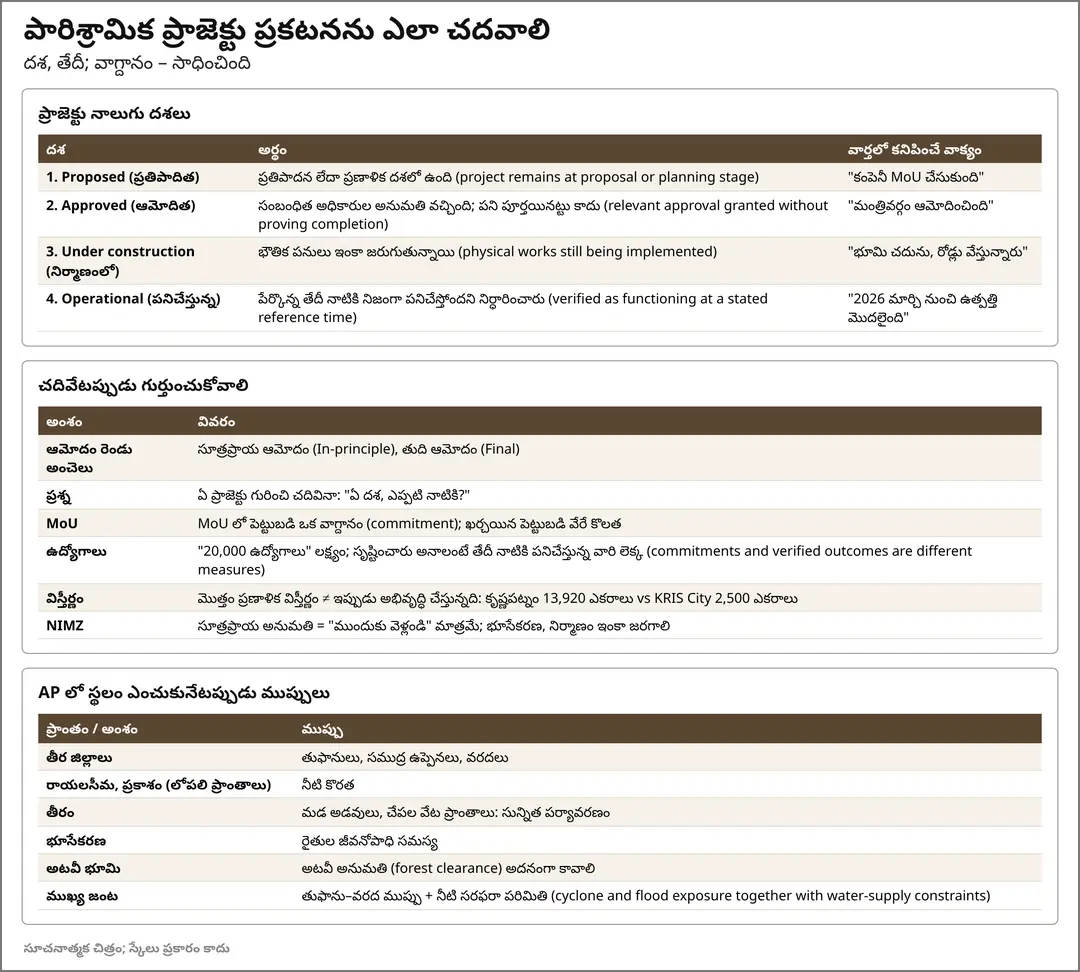 పారిశ్రామిక ప్రాజెక్టు ప్రకటనను ఎలా చదవాలి
దశ, తేదీ; వాగ్దానం – సాధించింది
ప్రాజెక్టు నాలుగు దశలు
దశ అర్థం వార్తలో కనిపించే వాక్యం
1. Proposed (ప్రతిపాదిత) ప్రతిపాదన లేదా ప్రణాళిక దశలో ఉంది (project remains at proposal or planning stage) "కంపెనీ MoU చేసుకుంది"
2. Approved (ఆమోదిత) సంబంధిత అధికారుల అనుమతి వచ్చింది; పని పూర్తయినట్టు కాదు (relevant approval granted without "మంత్రివర్గం ఆమోదించింది"
proving completion)
3. Under construction భౌతిక పనులు ఇంకా జరుగుతున్నాయి (physical works still being implemented) "భూమి చదును, రోడ్లు వేస్తున్నారు"
(నిర్మాణంలో)
4. Operational (పనిచేస్తున్న) పేర్కొన్న తేదీ నాటికి నిజంగా పనిచేస్తోందని నిర్ధారించారు (verified as functioning at a stated "2026 మార్చి నుంచి ఉత్పత్తి
reference time) మొదలైంది"
చదివేటప్పుడు గుర్తుంచుకోవాలి
అంశం వివరం
ఆమోదం రెండు సూత్రప్రాయ ఆమోదం (In-principle), తుది ఆమోదం (Final)
అంచెలు
ప్రశ్న ఏ ప్రాజెక్టు గురించి చదివినా: "ఏ దశ, ఎప్పటి నాటికి?"
MoU MoU లో పెట్టుబడి ఒక వాగ్దానం (commitment); ఖర్చయిన పెట్టుబడి వేరే కొలత
ఉద్యోగాలు "20,000 ఉద్యోగాలు" లక్ష్యం; సృష్టించారు అనాలంటే తేదీ నాటికి పనిచేస్తున్న వారి లెక్క (commitments and verified outcomes are different
measures)
విస్తీర్ణం మొత్తం ప్రణాళిక విస్తీర్ణం ≠ ఇప్పుడు అభివృద్ధి చేస్తున్నది: కృష్ణపట్నం 13,920 ఎకరాలు vs KRIS City 2,500 ఎకరాలు
NIMZ సూత్రప్రాయ అనుమతి = "ముందుకు వెళ్లండి" మాత్రమే; భూసేకరణ, నిర్మాణం ఇంకా జరగాలి
AP లో స్థలం ఎంచుకునేటప్పుడు ముప్పులు
ప్రాంతం / అంశం ముప్పు
తీర జిల్లాలు తుఫానులు, సముద్ర ఉప్పెనలు, వరదలు
రాయలసీమ, ప్రకాశం (లోపలి ప్రాంతాలు) నీటి కొరత
తీరం మడ అడవులు, చేపల వేట ప్రాంతాలు: సున్నిత పర్యావరణం
భూసేకరణ రైతుల జీవనోపాధి సమస్య
అటవీ భూమి అటవీ అనుమతి (forest clearance) అదనంగా కావాలి
ముఖ్య జంట తుఫాను–వరద ముప్పు + నీటి సరఫరా పరిమితి (cyclone and flood exposure together with water-supply constraints)
సూచనాత్మక చిత్రం; స్కేలు ప్రకారం కాదు